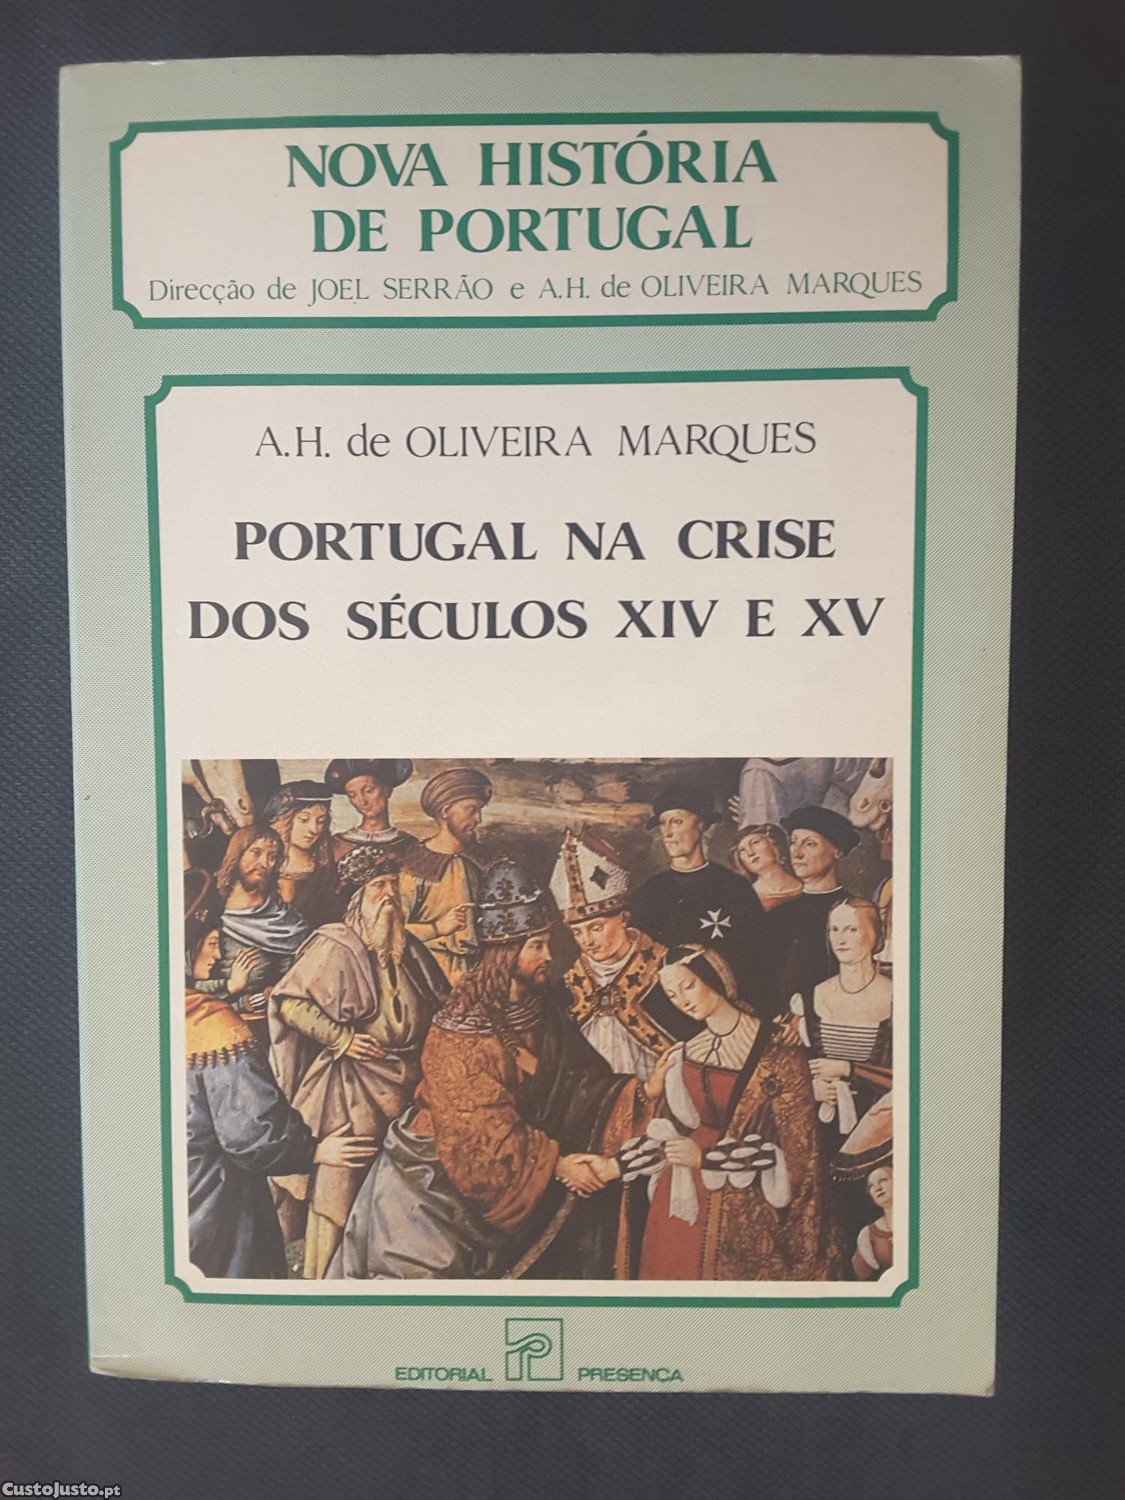 NOVA HISTÓRIA
DE PORTUGAL
Direcção de JOEL SERRÃO e A.H. de OLIVEIRA MARQUES
A.H. de OLIVEIRA MARQUES
PORTUGAL NA CRISE
DOS SÉCULOS XIV E XV
EDITORIAL PRESENÇA
CustoJusto.pt